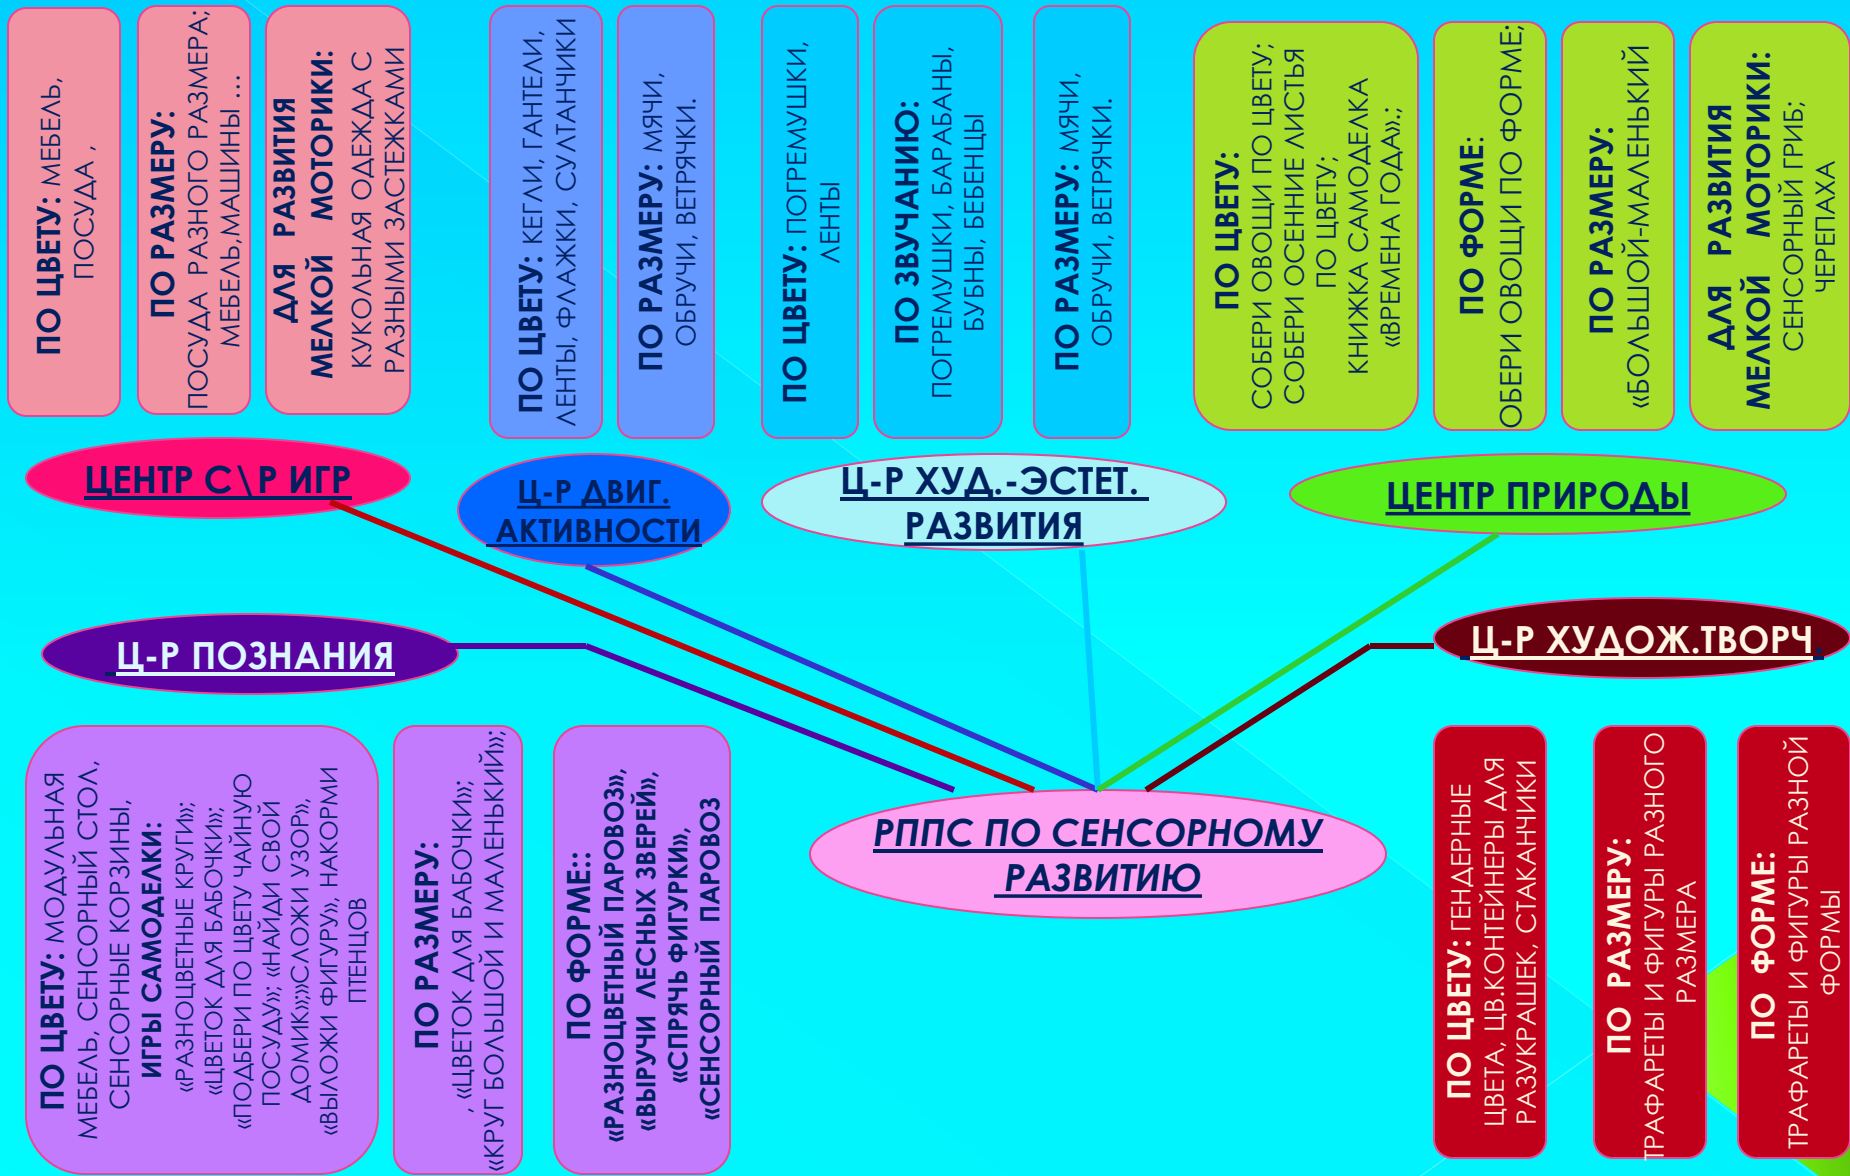 ПО ЦВЕТУ: МЕБЕЛЬ,
ПОСУДА ,
ПО РАЗМЕРУ:
ПОСУДА РАЗНОГО РАЗМЕРА;
МЕБЕЛЬ,МАШИНЫ ...
ДЛЯ РАЗВИТИЯ
МЕЛКОЙ МОТОРИКИ:
КУКОЛЬНАЯ ОДЕЖДА С
РАЗНЫМИ ЗАСТЕЖКАМИ
ПО ЦВЕТУ: КЕГЛИ, ГАНТЕЛИ,
ЛЕНТЫ, ФЛАЖКИ, СУЛТАНЧИКИ
ПО РАЗМЕРУ: МЯЧИ,
ОБРУЧИ, ВЕТРЯЧКИ.
ПО ЦВЕТУ: ПОГРЕМУШКИ,
ЛЕНТЫ
ПО ЗВУЧАНИЮ:
ПОГРЕМУШКИ, БАРАБАНЫ,
БУБНЫ, БЕБЕНЦЫ
ПО РАЗМЕРУ: МЯЧИ,
ОБРУЧИ, ВЕТРЯЧКИ.
ПО ЦВЕТУ:
СОБЕРИ ОВОЩИ ПО ЦВЕТУ;
СОБЕРИ ОСЕННИЕ ЛИСТЬЯ
ПО ЦВЕТУ;
КНИЖКА САМОДЕЛКА
«ВРЕМЕНА ГОДА».;
ПО ФОРМЕ:
ОБЕРИ ОВОЩИ ПО ФОРМЕ;
ПО РАЗМЕРУ:
«БОЛЬШОЙ-МАЛЕНЬКИЙ
ДЛЯ РАЗВИТИЯ
МЕЛКОЙ МОТОРИКИ:
СЕНСОРНЫЙ ГРИБ;
ЧЕРЕПАХА
ЦЕНТР С\Р ИГР
Ц-Р ДВИГ.
АКТИВНОСТИ
Ц-Р ХУД.-ЭСТЕТ.
РАЗВИТИЯ
ЦЕНТР ПРИРОДЫ
Ц-Р ПОЗНАНИЯ
Ц-Р ХУДОЖ.ТВОРЧ.
РППС ПО СЕНСОРНОМУ
РАЗВИТИЮ
ПО ЦВЕТУ: МОДУЛЬНАЯ
МЕБЕЛЬ, СЕНСОРНЫЙ СТОЛ,
СЕНСОРНЫЕ КОРЗИНЫ,
ИГРЫ САМОДЕЛКИ:
«РАЗНОЦВЕТНЫЕ КРУГИ»;
«ЦВЕТОК ДЛЯ БАБОЧКИ»;
«ПОДБЕРИ ПО ЦВЕТУ ЧАЙНУЮ
ПОСУДУ»; «НАЙДИ СВОЙ
ДОМИК»;»СЛОЖИ УЗОР»,
«ВЫЛОЖИ ФИГУРУ», НАКОРМИ
ПТЕНЦОВ
ПО РАЗМЕРУ:
, «ЦВЕТОК ДЛЯ БАБОЧКИ»;
«КРУГ БОЛЬШОЙ И МАЛЕНЬКИЙ»;
ПО ФОРМЕ::
«РАЗНОЦВЕТНЫЙ ПАРОВОЗ»,
«ВЫРУЧИ ЛЕСНЫХ ЗВЕРЕЙ»,
«СПРЯЧЬ ФИГУРКИ»,
«СЕНСОРНЫЙ ПАРОВОЗ
ПО ЦВЕТУ: ГЕНДЕРНЫЕ
ЦВЕТА, ЦВ.КОНТЕЙНЕРЫ ДЛЯ
РАЗУКРАШЕК, СТАКАНЧИКИ
ПО РАЗМЕРУ:
ТРАФАРЕТЫ И ФИГУРЫ РАЗНОГО
РАЗМЕРА
ПО ФОРМЕ:
ТРАФАРЕТЫ И ФИГУРЫ РАЗНОЙ
ФОРМЫ